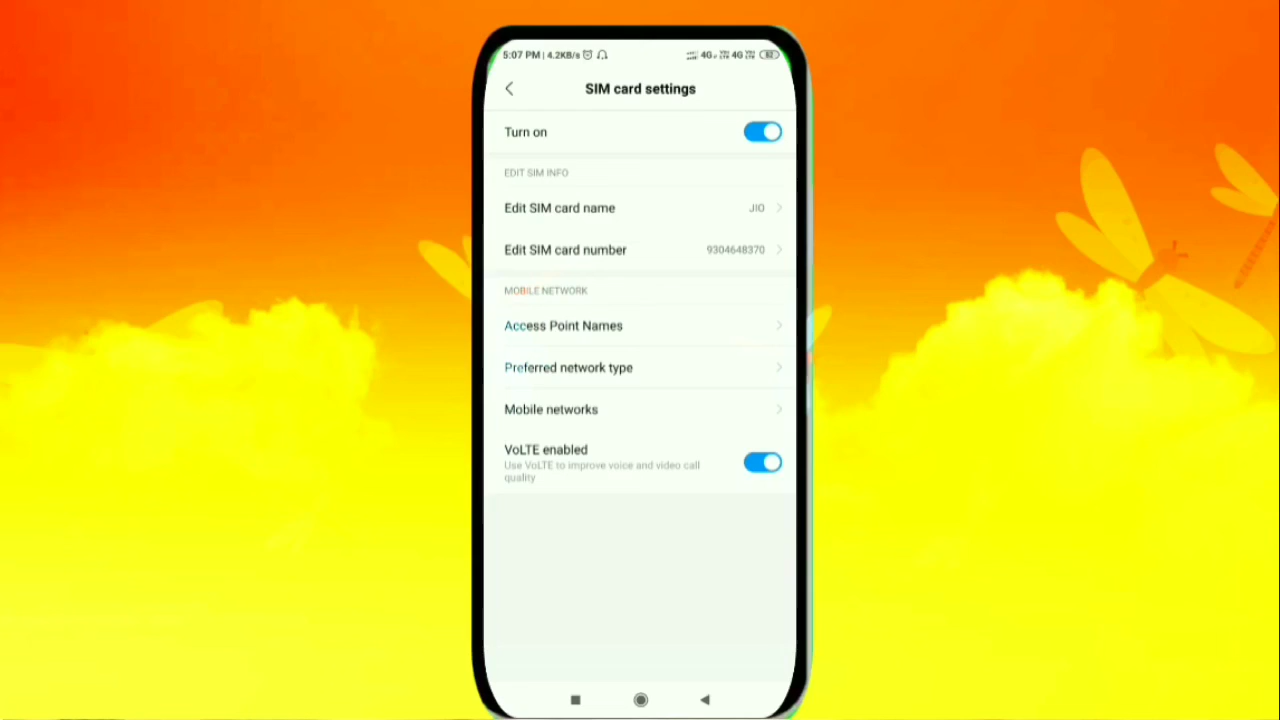 5:07 PM | 4.2KB/s 4G 4G
SIM card settings
Turn on
EDIT SIM INFO
Edit SIM card name JIO
Edit SIM card number 9304648370
MOBILE NETWORK
Access Point Names
Preferred network type
Mobile networks
VoLTE enabled
Use VoLTE to improve voice and video call
quality